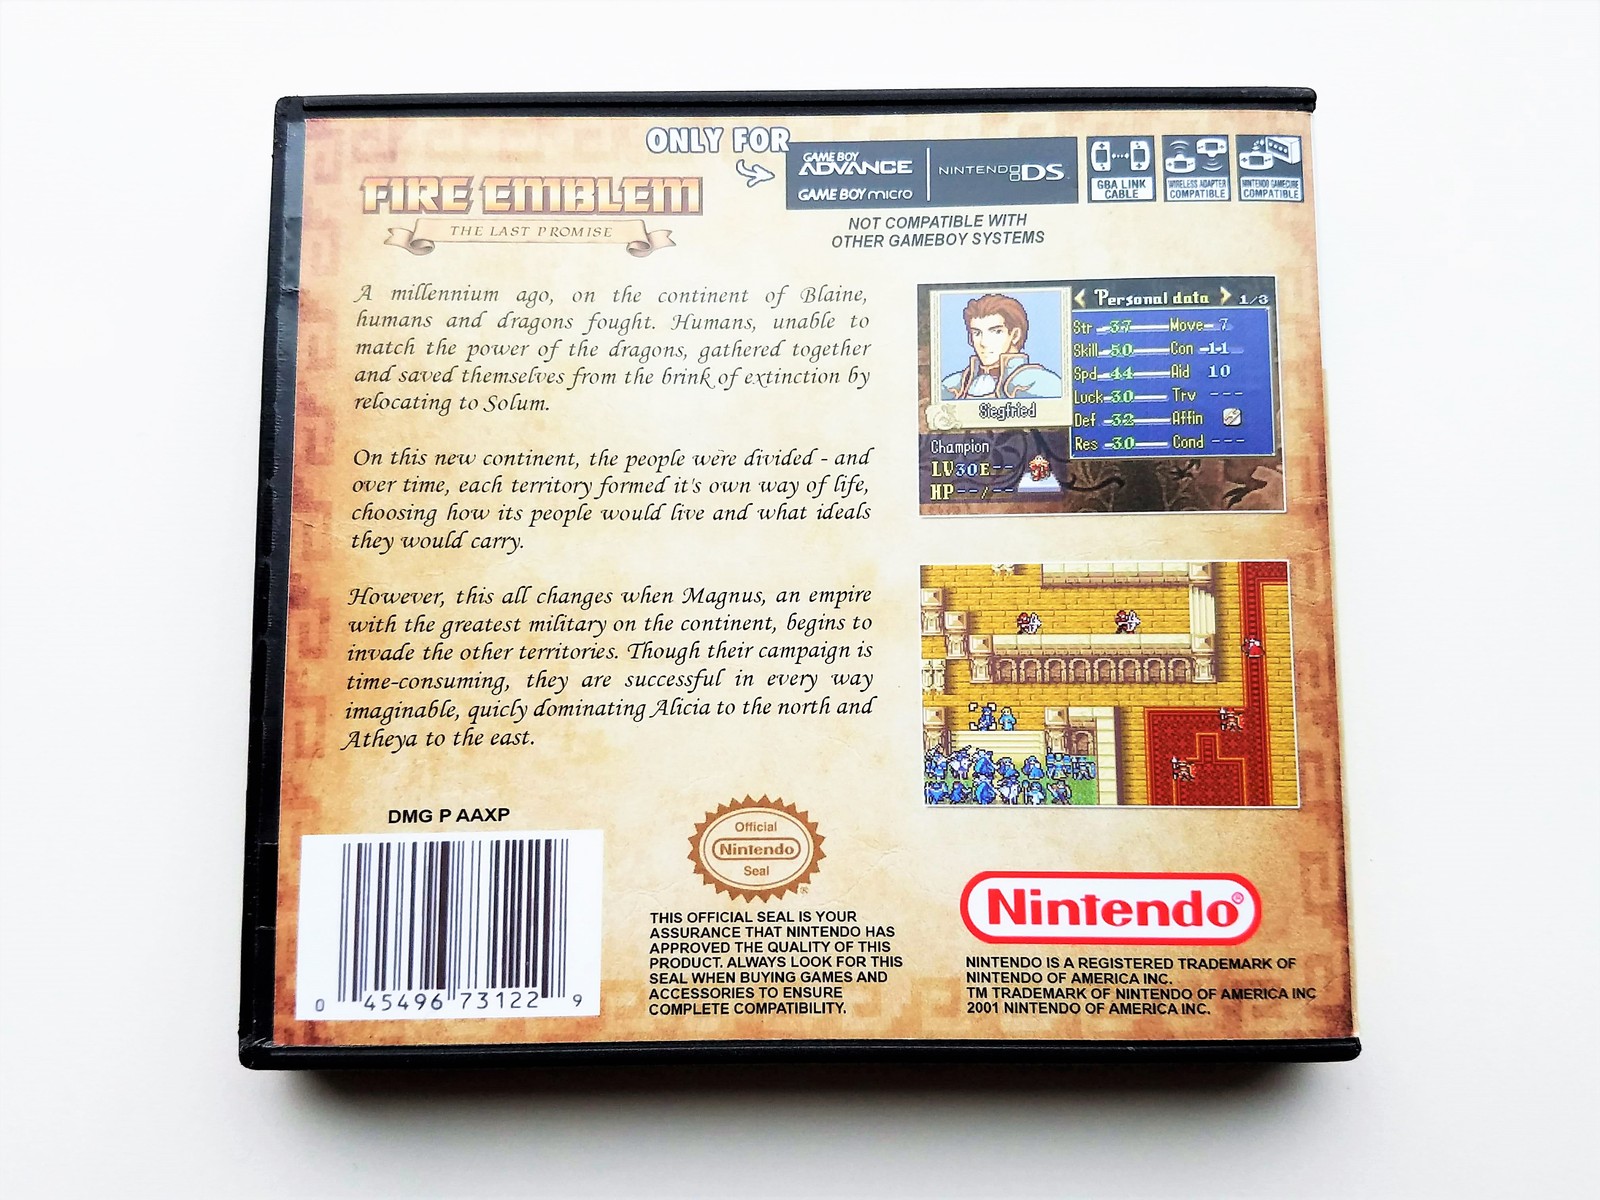 ONLY FOR
GAME BOY ADVANCE
GAME BOY micro
NINTENDO DS
GBA LINK CABLE
WIRELESS ADAPTER COMPATIBLE
NINTENDO GAMECUBE COMPATIBLE
NOT COMPATIBLE WITH
OTHER GAMEBOY SYSTEMS
FIRE EMBLEM
THE LAST PROMISE
A millennium ago, on the continent of Blaine,
humans and dragons fought. Humans, unable to
match the power of the dragons, gathered together
and saved themselves from the brink of extinction by
relocating to Solum.
On this new continent, the people were divided - and
over time, each territory formed it's own way of life,
choosing how its people would live and what ideals
they would carry.
However, this all changes when Magnus, an empire
with the greatest military on the continent, begins to
invade the other territories. Though their campaign is
time-consuming, they are successful in every way
imaginable, quicly dominating Alicia to the north and
Atheya to the east.
Personal data 1/3
Str 37 Move 7
Skill 50 Con 11
Spd 44 Aid 10
Luck 30 Trv ---
Def 32 Affin
Res 30 Cond ---
Siegfried
Champion
LV 30 E --
HP --/--
DMG P AAXP
0 45496 73122 9
Official
Nintendo
Seal
®
THIS OFFICIAL SEAL IS YOUR
ASSURANCE THAT NINTENDO HAS
APPROVED THE QUALITY OF THIS
PRODUCT. ALWAYS LOOK FOR THIS
SEAL WHEN BUYING GAMES AND
ACCESSORIES TO ENSURE
COMPLETE COMPATIBILITY.
Nintendo®
NINTENDO IS A REGISTERED TRADEMARK OF
NINTENDO OF AMERICA INC.
TM TRADEMARK OF NINTENDO OF AMERICA INC
2001 NINTENDO OF AMERICA INC.